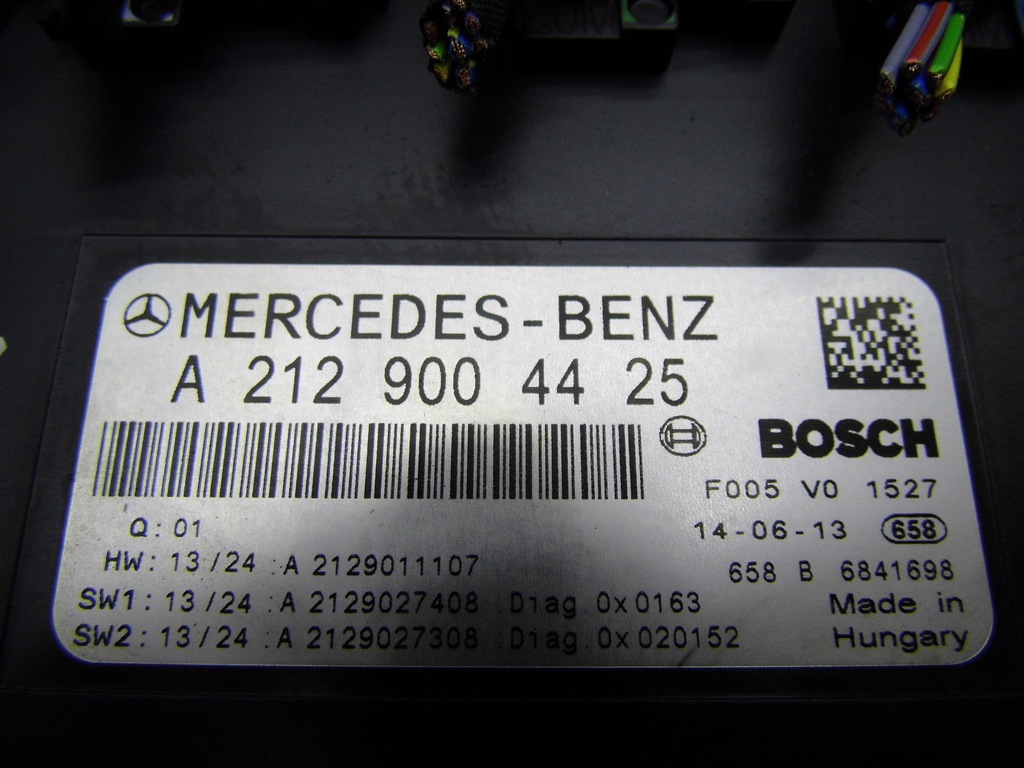 MERCEDES-BENZ
A 212 900 44 25
BOSCH
F005 V0 1527
Q: 01
14-06-13 658
HW: 13/24 :A 2129011107
658 B 6841698
SW1: 13/24 :A 2129027408 :Diag.0x0163
Made in
SW2: 13/24 :A 2129027308 :Diag.0x020152
Hungary